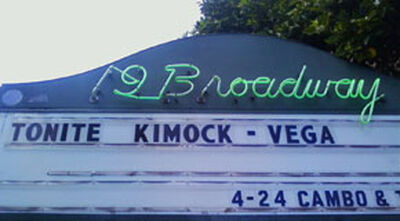 19 Broadway
TONITE KIMOCK - VEGA
4-24 CAMBO &